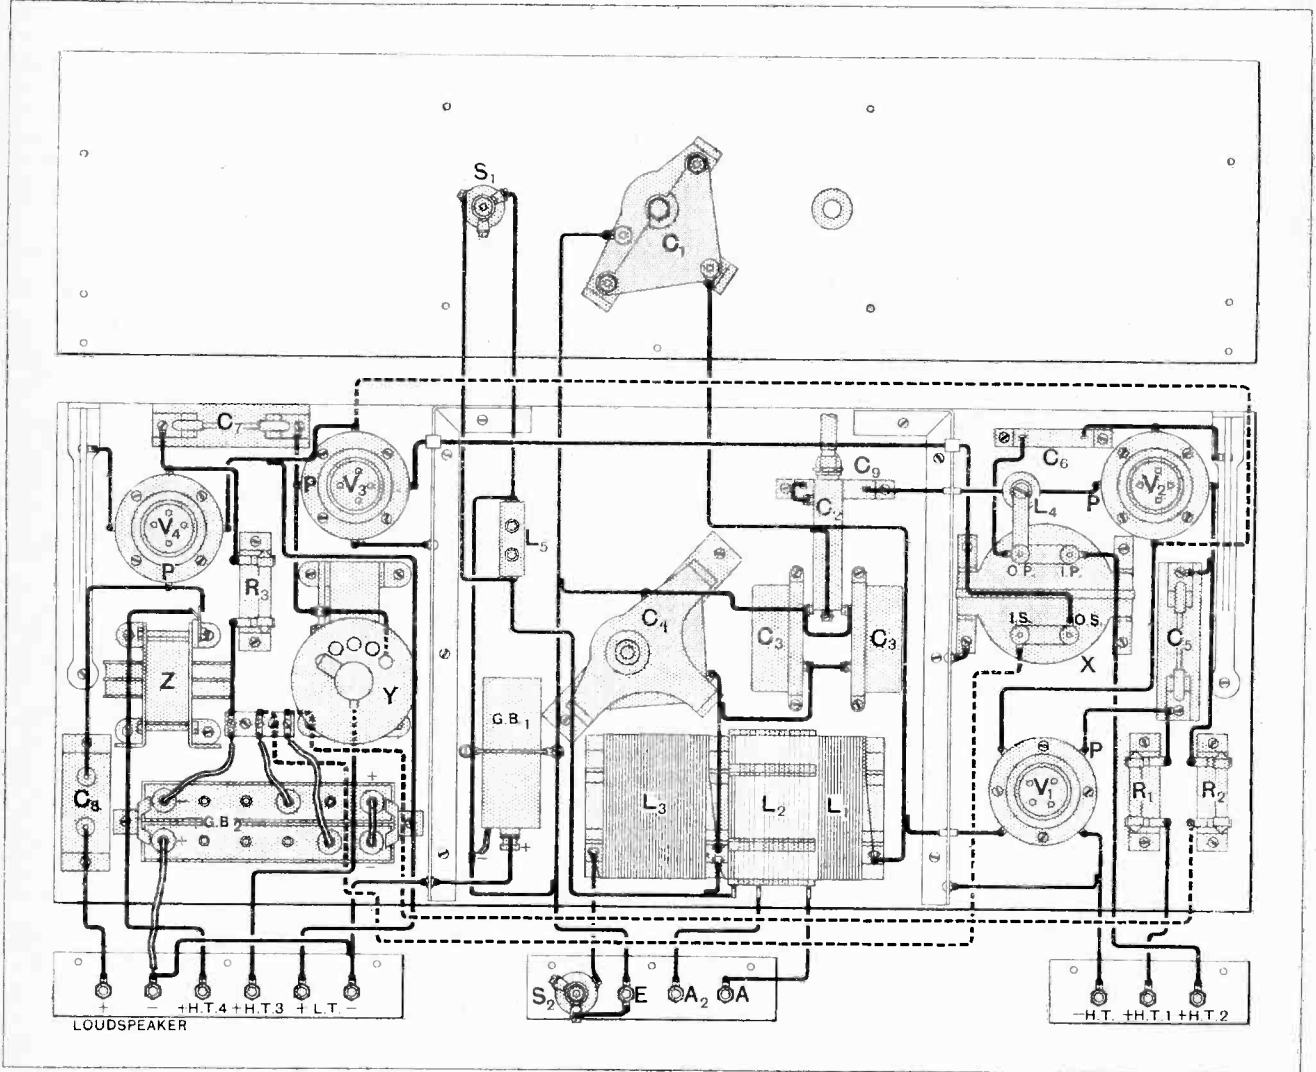 S1
C1
C7
P
V3
C9
C
C2
C6
P
V2
L4
V4
P
L5
O.P. I.P.
R3
C4
C3
C3
I.S. O.S.
C5
X
Z
Y
G.B.1
P
C8
G.B.2
L3
L2
L1
V1
R1
R2
+
−
+
−
+
−
−
+
S2
E
A2
A
+ − +H.T.4 +H.T.3 + L.T. −
LOUDSPEAKER
−H.T. +H.T.1 +H.T.2